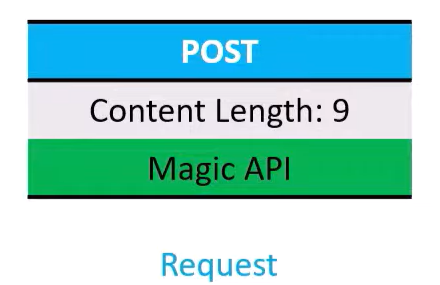 POST
Content Length: 9
Magic API
Request